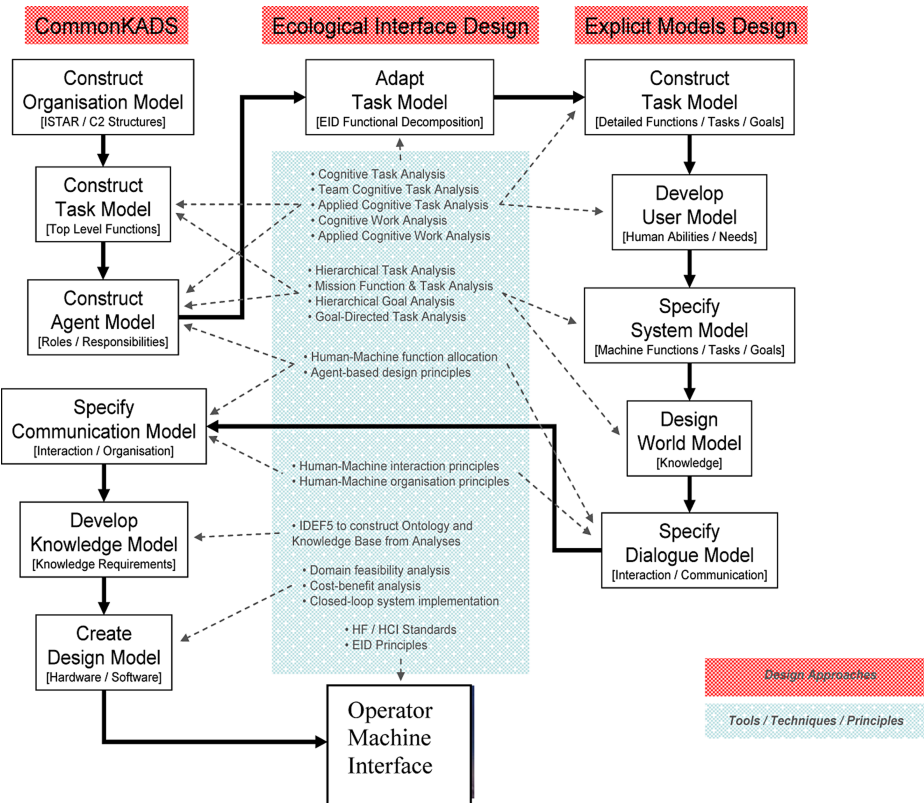 CommonKADS
Ecological Interface Design
Explicit Models Design
Construct
Organisation Model
[ISTAR / C2 Structures]
Adapt
Task Model
[EID Functional Decomposition]
Construct
Task Model
[Detailed Functions / Tasks / Goals]
Construct
Task Model
[Top Level Functions]
• Cognitive Task Analysis
• Team Cognitive Task Analysis
• Applied Cognitive Task Analysis
• Cognitive Work Analysis
• Applied Cognitive Work Analysis
Develop
User Model
[Human Abilities / Needs]
Construct
Agent Model
[Roles / Responsibilities]
• Hierarchical Task Analysis
• Mission Function & Task Analysis
• Hierarchical Goal Analysis
• Goal-Directed Task Analysis
Specify
System Model
[Machine Functions / Tasks / Goals]
• Human-Machine function allocation
• Agent-based design principles
Specify
Communication Model
[Interaction / Organisation]
Design
World Model
[Knowledge]
• Human-Machine interaction principles
• Human-Machine organisation principles
Develop
Knowledge Model
[Knowledge Requirements]
• IDEF5 to construct Ontology and
Knowledge Base from Analyses
Specify
Dialogue Model
[Interaction / Communication]
• Domain feasibility analysis
• Cost-benefit analysis
• Closed-loop system implementation
Create
Design Model
[Hardware / Software]
• HF / HCI Standards
• EID Principles
Operator
Machine
Interface
Design Approaches
Tools / Techniques / Principles